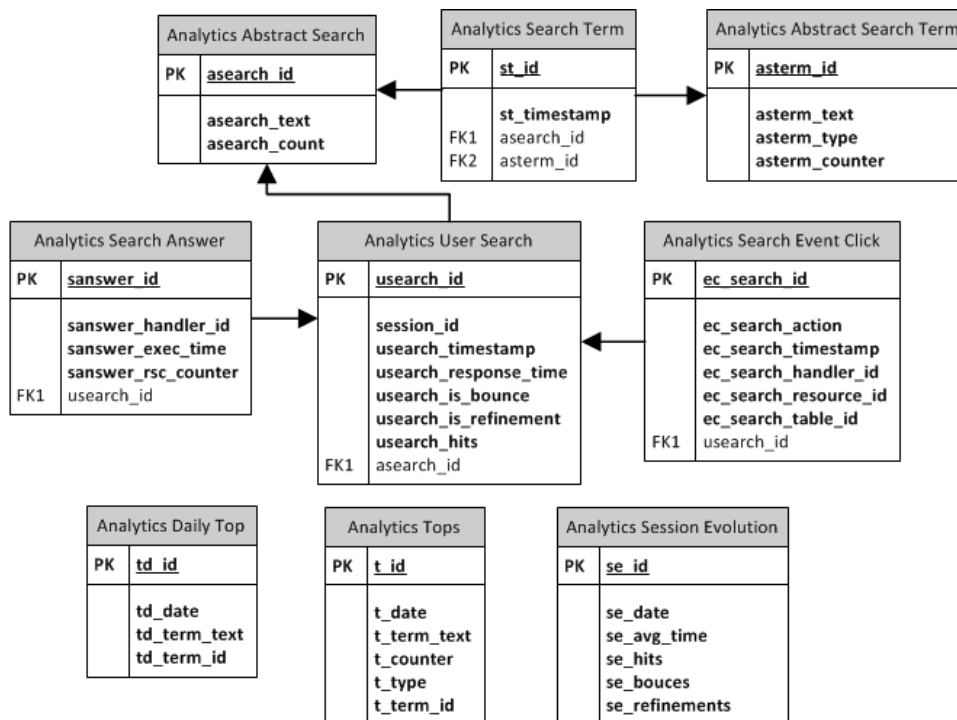 Analytics Abstract Search
PK asearch_id
asearch_text
asearch_count
Analytics Search Term
PK st_id
st_timestamp
FK1 asearch_id
FK2 asterm_id
Analytics Abstract Search Term
PK asterm_id
asterm_text
asterm_type
asterm_counter
Analytics Search Answer
PK sanswer_id
sanswer_handler_id
sanswer_exec_time
sanswer_rsc_counter
FK1 usearch_id
Analytics User Search
PK usearch_id
session_id
usearch_timestamp
usearch_response_time
usearch_is_bounce
usearch_is_refinement
usearch_hits
FK1 asearch_id
Analytics Search Event Click
PK ec_search_id
ec_search_action
ec_search_timestamp
ec_search_handler_id
ec_search_resource_id
ec_search_table_id
FK1 usearch_id
Analytics Daily Top
PK td_id
td_date
td_term_text
td_term_id
Analytics Tops
PK t_id
t_date
t_term_text
t_counter
t_type
t_term_id
Analytics Session Evolution
PK se_id
se_date
se_avg_time
se_hits
se_bouces
se_refinements